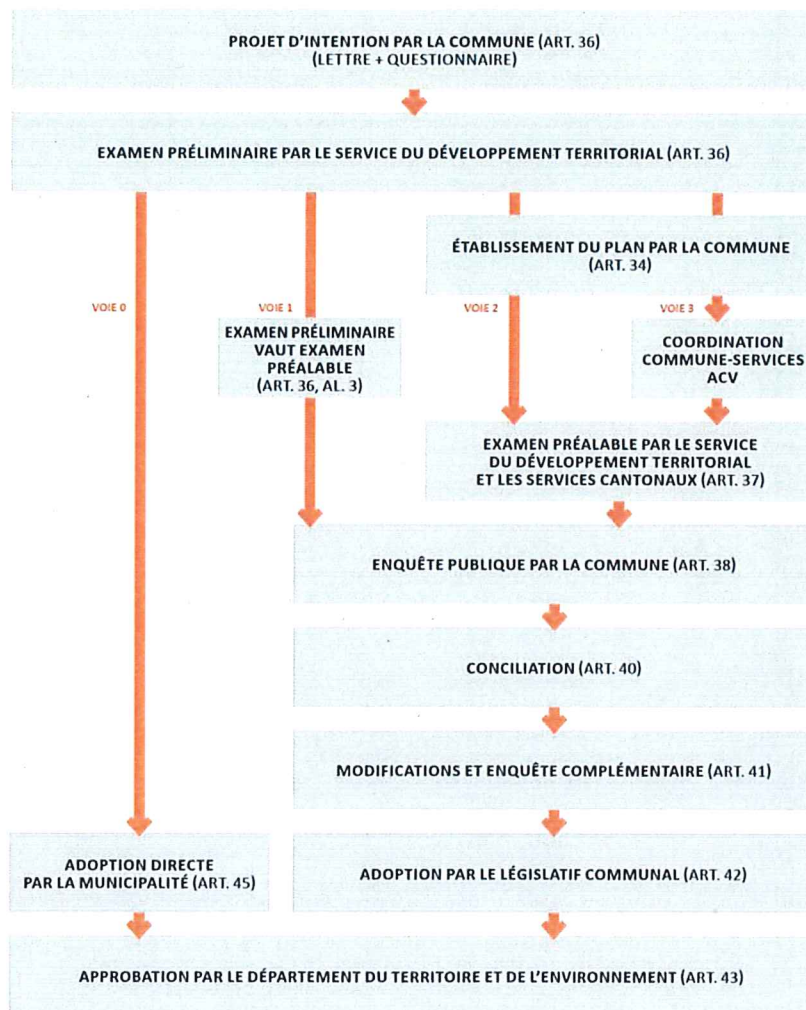 PROJET D'INTENTION PAR LA COMMUNE (ART. 36)
(LETTRE + QUESTIONNAIRE)
EXAMEN PRÉLIMINAIRE PAR LE SERVICE DU DÉVELOPPEMENT TERRITORIAL (ART. 36)
ÉTABLISSEMENT DU PLAN PAR LA COMMUNE
(ART. 34)
VOIE 0
VOIE 1
VOIE 2
VOIE 3
EXAMEN PRÉLIMINAIRE
VAUT EXAMEN
PRÉALABLE
(ART. 36, AL. 3)
COORDINATION
COMMUNE-SERVICES
ACV
EXAMEN PRÉALABLE PAR LE SERVICE
DU DÉVELOPPEMENT TERRITORIAL
ET LES SERVICES CANTONAUX (ART. 37)
ENQUÊTE PUBLIQUE PAR LA COMMUNE (ART. 38)
CONCILIATION (ART. 40)
MODIFICATIONS ET ENQUÊTE COMPLÉMENTAIRE (ART. 41)
ADOPTION DIRECTE
PAR LA MUNICIPALITÉ (ART. 45)
ADOPTION PAR LE LÉGISLATIF COMMUNAL (ART. 42)
APPROBATION PAR LE DÉPARTEMENT DU TERRITOIRE ET DE L'ENVIRONNEMENT (ART. 43)